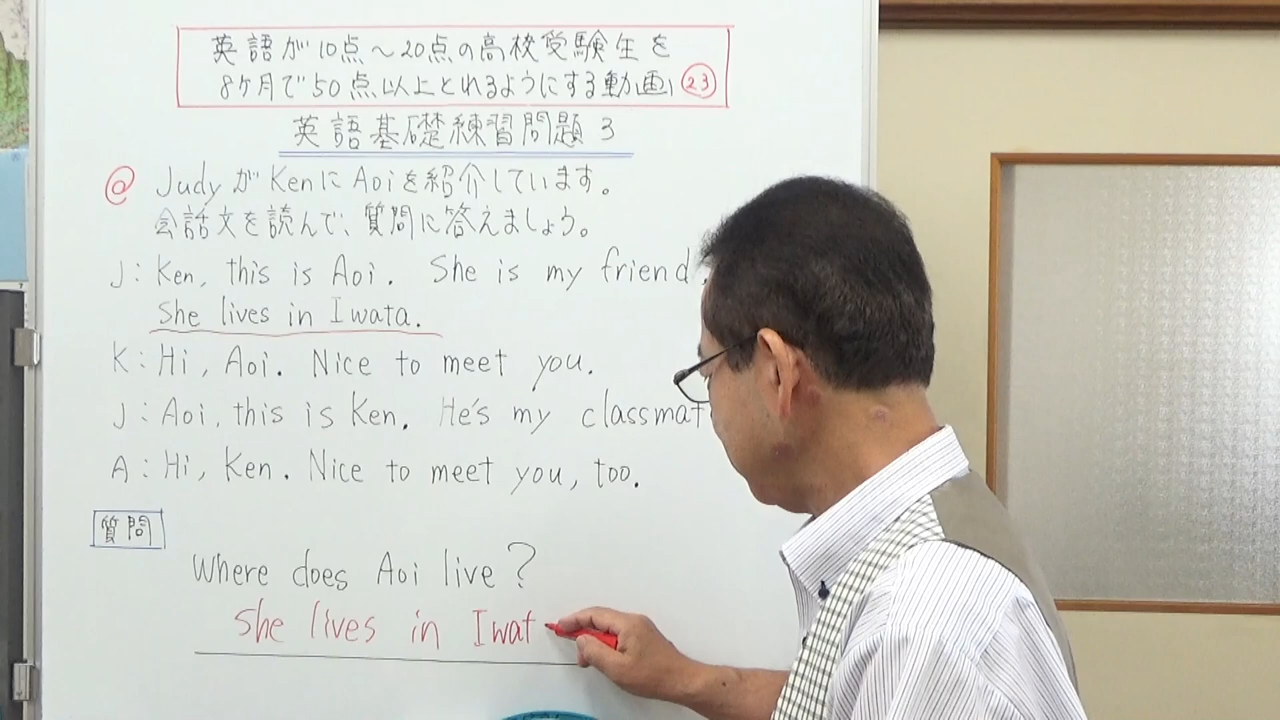 英語が10点〜20点の高校受験生を
8ヶ月で50点以上とれるようにする動画 23
英語基礎練習問題 3
@ JudyがKenにAoiを紹介しています。
会話文を読んで、質問に答えましょう。
J: Ken, this is Aoi. She is my friend.
She lives in Iwata.
K: Hi, Aoi. Nice to meet you.
J: Aoi, this is Ken. He's my classmat
A: Hi, Ken. Nice to meet you, too.
質問
Where does Aoi live?
She lives in Iwat